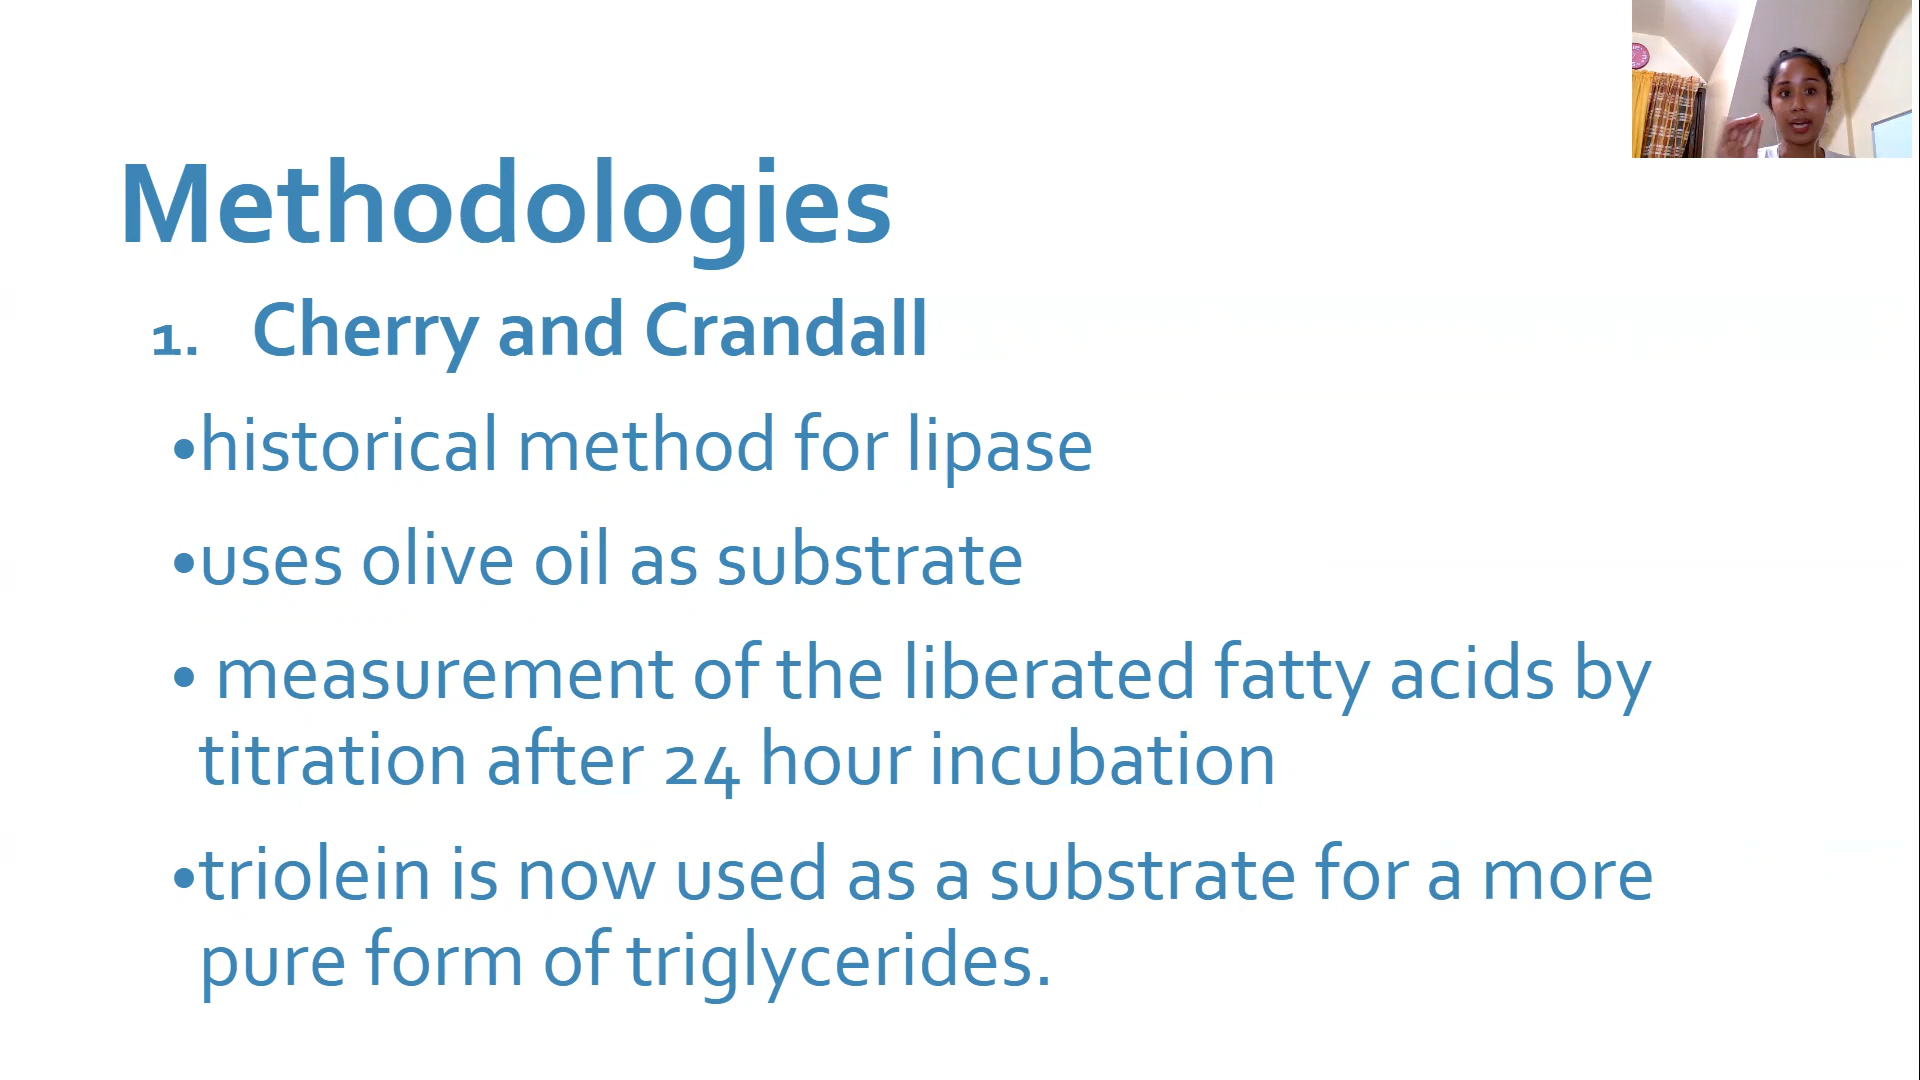 Methodologies
1. Cherry and Crandall
•historical method for lipase
•uses olive oil as substrate
• measurement of the liberated fatty acids by
titration after 24 hour incubation
•triolein is now used as a substrate for a more
pure form of triglycerides.